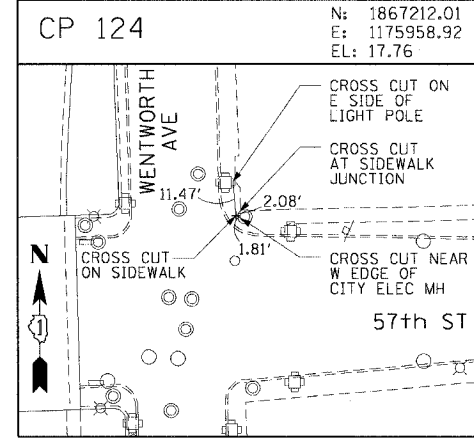 CP 124
N: 1867212.01
E: 1175958.92
EL: 17.76
WENTWORTH
AVE
CROSS CUT ON
E SIDE OF
LIGHT POLE
CROSS CUT
AT SIDEWALK
JUNCTION
11.47'
2.08'
1.81'
CROSS CUT
ON SIDEWALK
CROSS CUT NEAR
W EDGE OF
CITY ELEC MH
N
1
57th ST